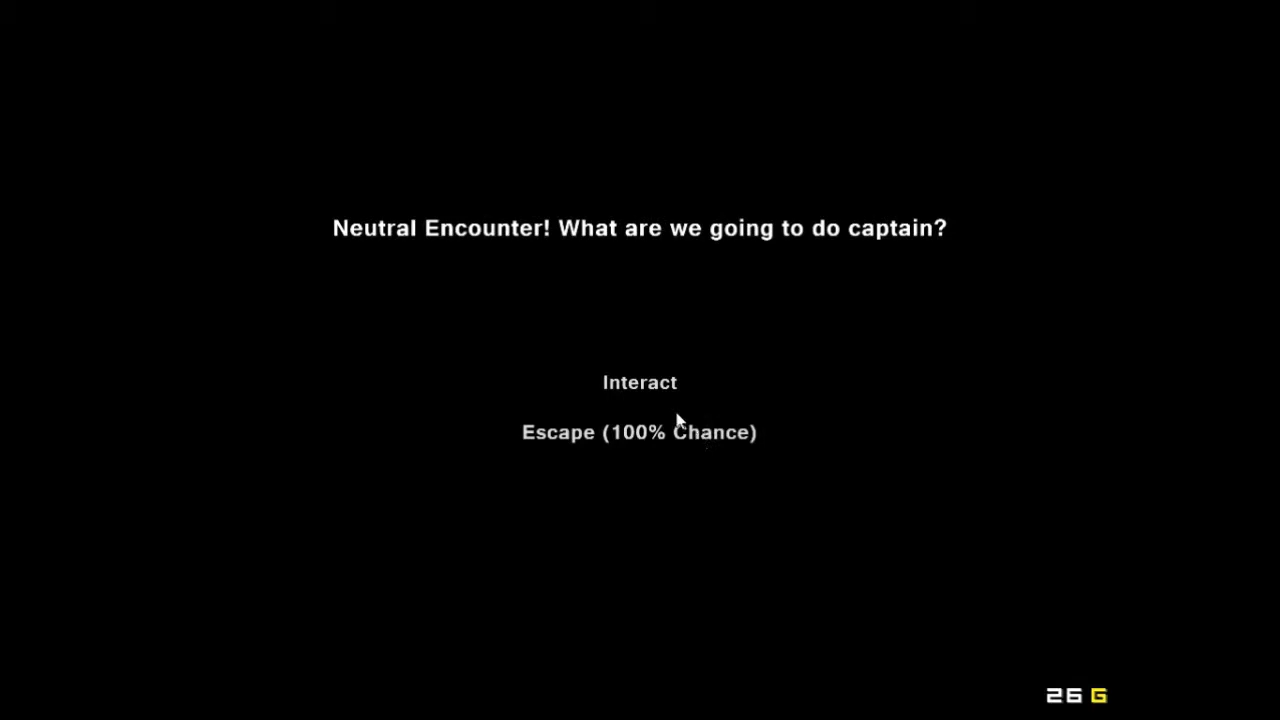 Neutral Encounter! What are we going to do captain?
Interact
Escape (100% Chance)
26 G